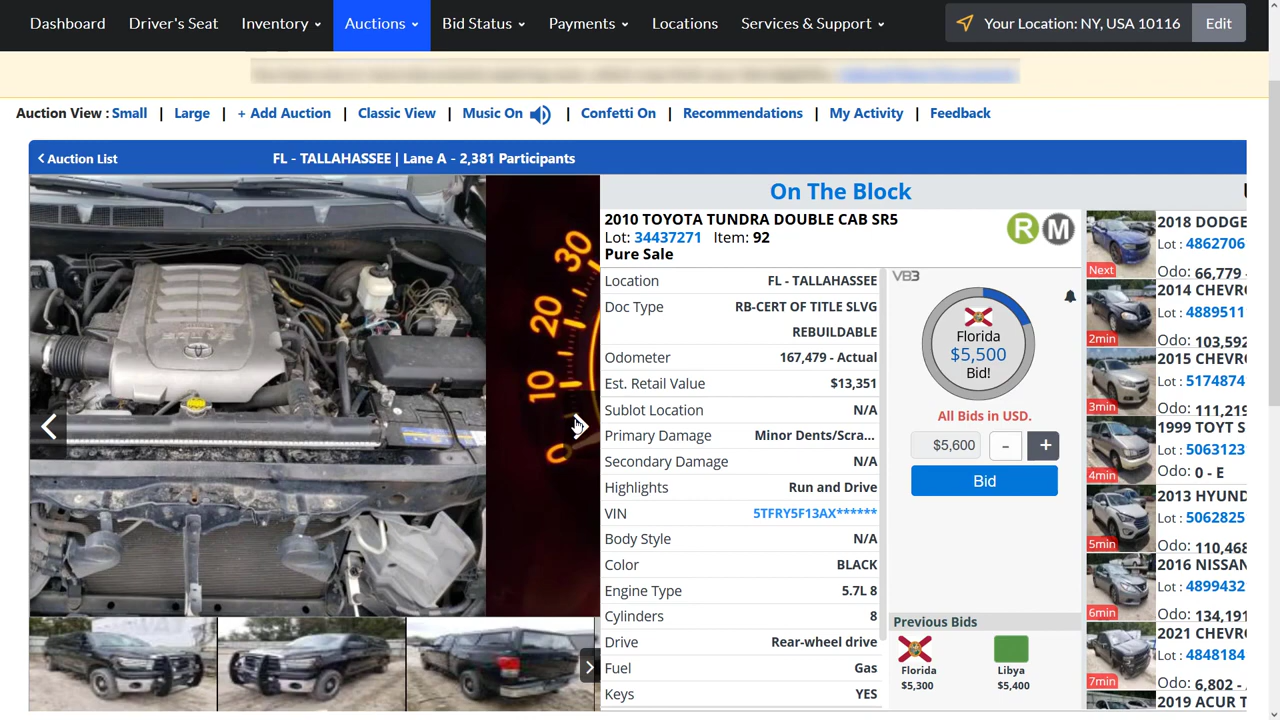 Dashboard Driver's Seat Inventory Auctions Bid Status Payments Locations Services & Support Your Location: NY, USA 10116 Edit
Auction View : Small | Large | + Add Auction | Classic View | Music On | Confetti On | Recommendations | My Activity | Feedback
Auction List FL - TALLAHASSEE | Lane A - 2,381 Participants
On The Block
2010 TOYOTA TUNDRA DOUBLE CAB SR5
Lot: 34437271 Item: 92
Pure Sale
R M
Location FL - TALLAHASSEE
Doc Type RB-CERT OF TITLE SLVG
REBUILDABLE
Odometer 167,479 - Actual
Est. Retail Value $13,351
Sublot Location N/A
Primary Damage Minor Dents/Scra...
Secondary Damage N/A
Highlights Run and Drive
VIN 5TFRY5F13AX******
Body Style N/A
Color BLACK
Engine Type 5.7L 8
Cylinders 8
Drive Rear-wheel drive
Fuel Gas
Keys YES
VB3
Florida
$5,500
Bid!
All Bids in USD.
$5,600 - +
Bid
Previous Bids
Florida
$5,300
Libya
$5,400
2018 DODGE
Lot : 4862706
Next Odo: 66,779 -
2014 CHEVR
Lot : 4889511
2min Odo: 103,592
2015 CHEVR
Lot : 5174874
3min Odo: 111,219
1999 TOYT S
Lot : 5063123
4min Odo: 0 - E
2013 HYUND
Lot : 5062825
5min Odo: 110,468
2016 NISSAN
Lot : 4899432
6min Odo: 134,191
2021 CHEVR
Lot : 4848184
7min Odo: 6,802 -
2019 ACUR T
30
20
10
0